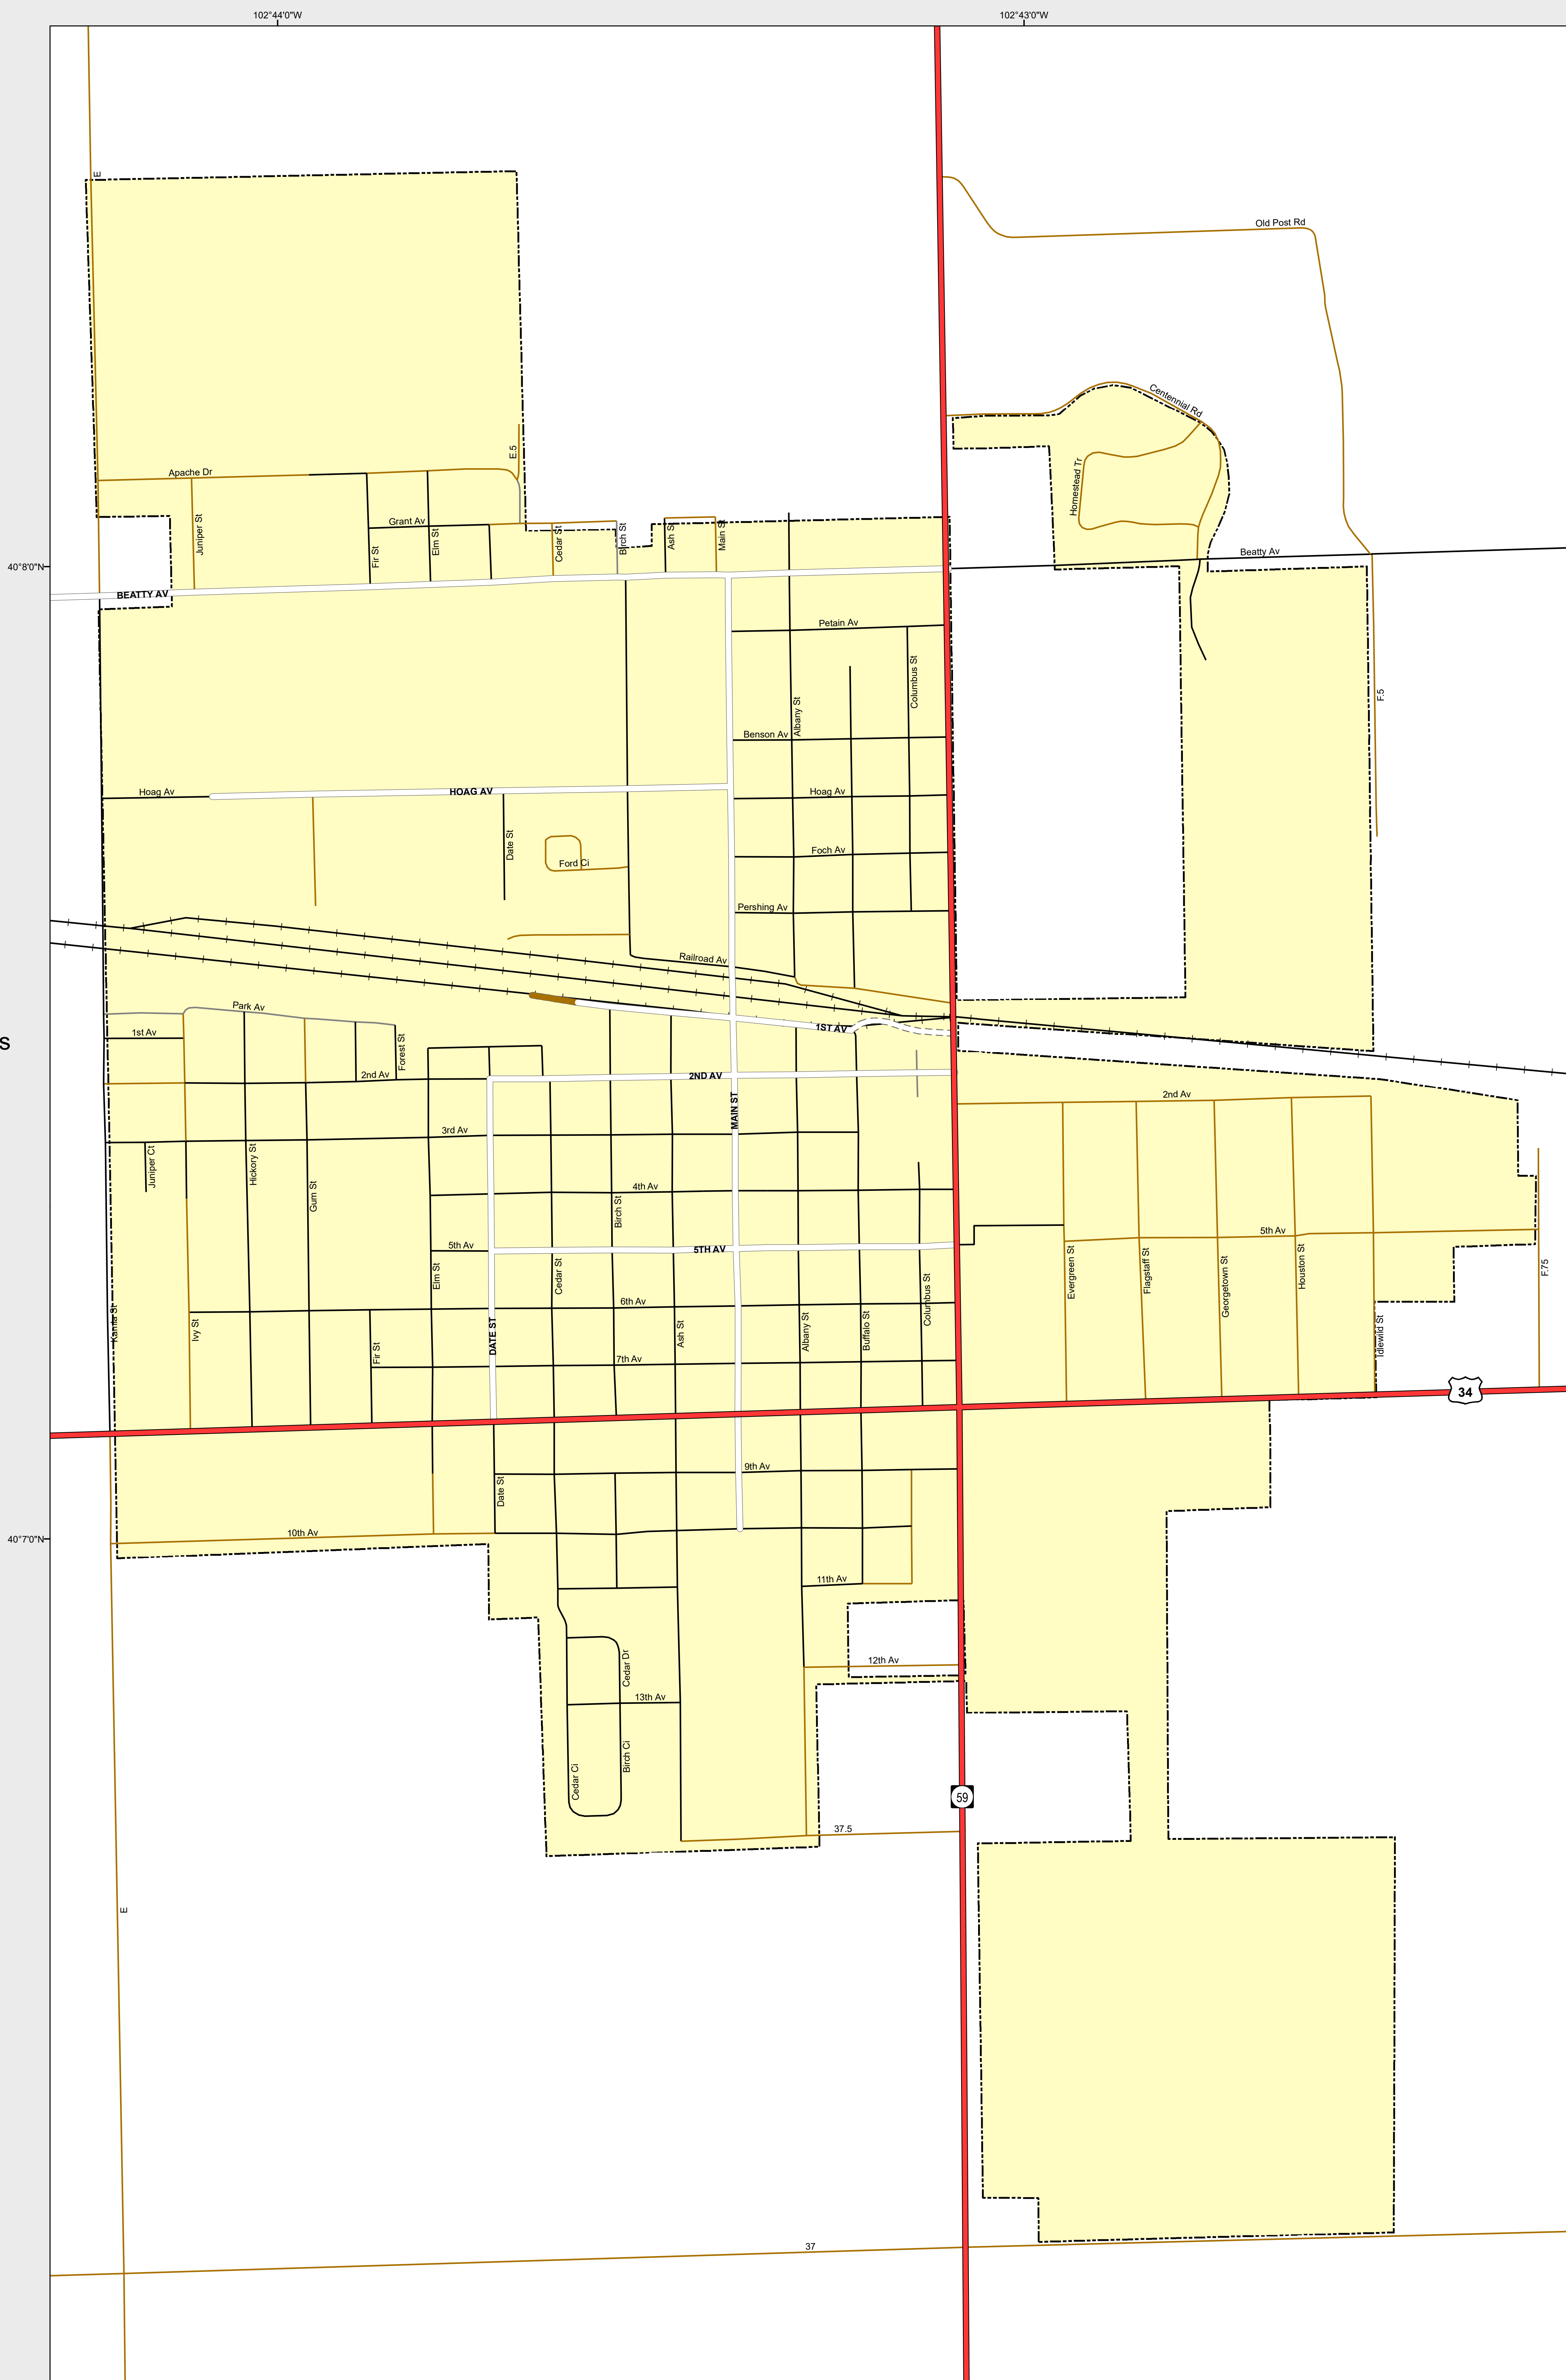 102°44'0"W
102°43'0"W
E
Old Post Rd
Centennial Rd
E.5
Apache Dr
Homestead Tr
Juniper St
Grant Av
Elm St
Fir St
Cedar St
Birch St
Ash St
Main St
Beatty Av
40°8'0"N
BEATTY AV
Petain Av
Columbus St
F.5
Albany St
Benson Av
Hoag Av
HOAG AV
Hoag Av
Date St
Foch Av
Ford Ci
Pershing Av
Railroad Av
Park Av
1ST AV
1st Av
S
Forest St
2nd Av
2ND AV
2nd Av
MAIN ST
3rd Av
Juniper Ct
Hickory St
Gum St
4th Av
Birch St
5th Av
5th Av
5TH AV
Elm St
Cedar St
Columbus St
Evergreen St
Flagstaff St
Georgetown St
Houston St
F.75
6th Av
Kanita St
Ivy St
DATE ST
Fir St
Ash St
Albany St
Buffalo St
Idlewild St
7th Av
34
9th Av
Date St
10th Av
40°7'0"N
11th Av
12th Av
Cedar Dr
13th Av
Birch Ci
Cedar Ci
59
37.5
E
37